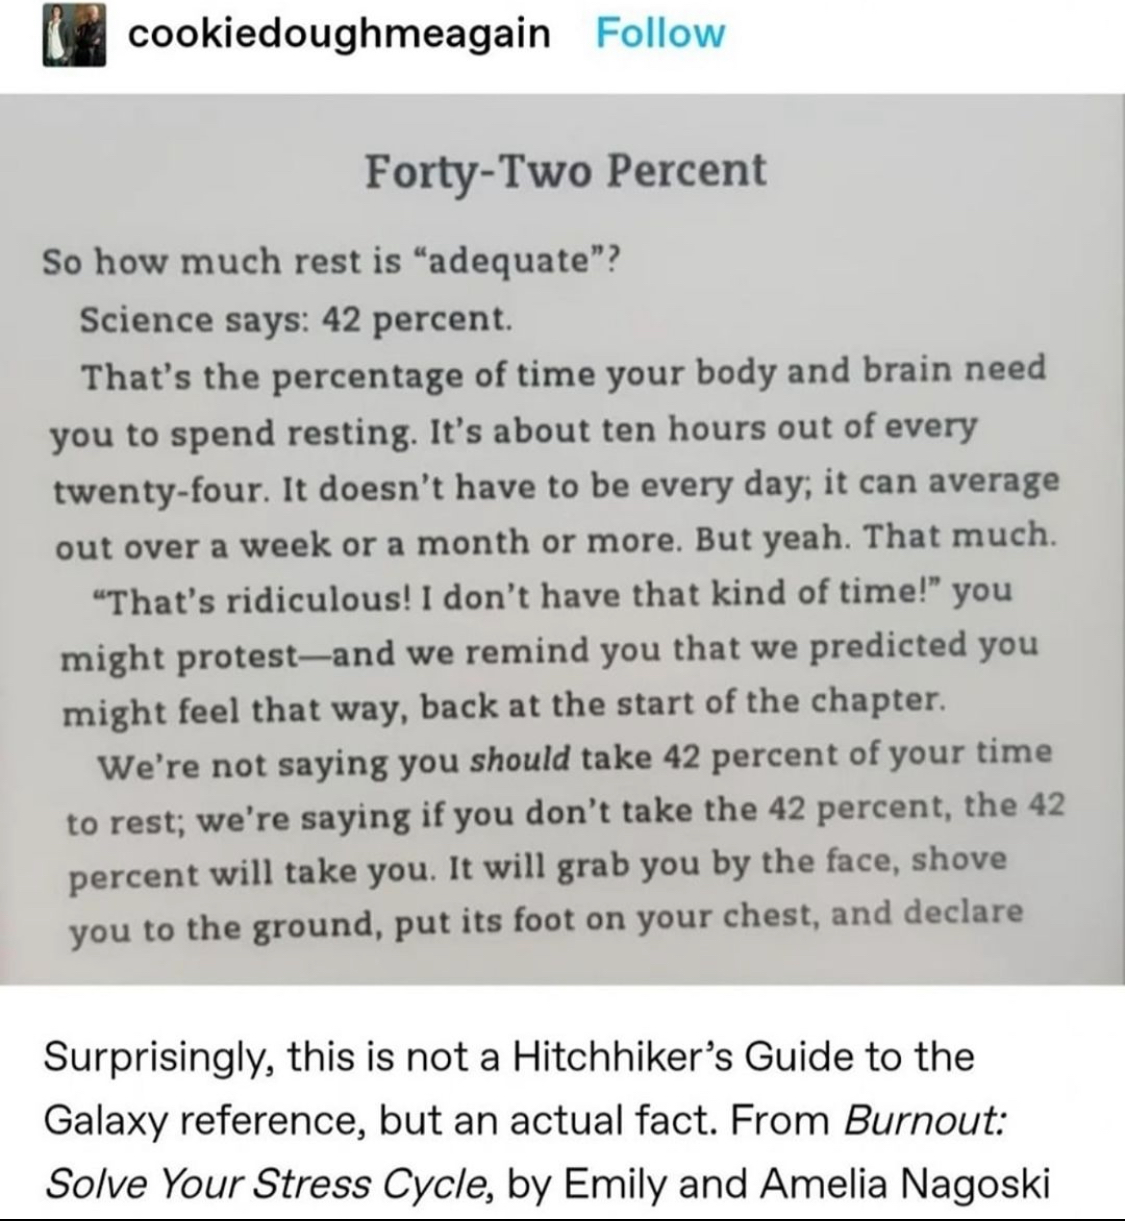 cookiedoughmeagain Follow
Forty-Two Percent
So how much rest is “adequate”?
Science says: 42 percent.
That’s the percentage of time your body and brain need
you to spend resting. It’s about ten hours out of every
twenty-four. It doesn’t have to be every day; it can average
out over a week or a month or more. But yeah. That much.
“That’s ridiculous! I don’t have that kind of time!” you
might protest—and we remind you that we predicted you
might feel that way, back at the start of the chapter.
We’re not saying you should take 42 percent of your time
to rest; we’re saying if you don’t take the 42 percent, the 42
percent will take you. It will grab you by the face, shove
you to the ground, put its foot on your chest, and declare
Surprisingly, this is not a Hitchhiker’s Guide to the
Galaxy reference, but an actual fact. From Burnout:
Solve Your Stress Cycle, by Emily and Amelia Nagoski